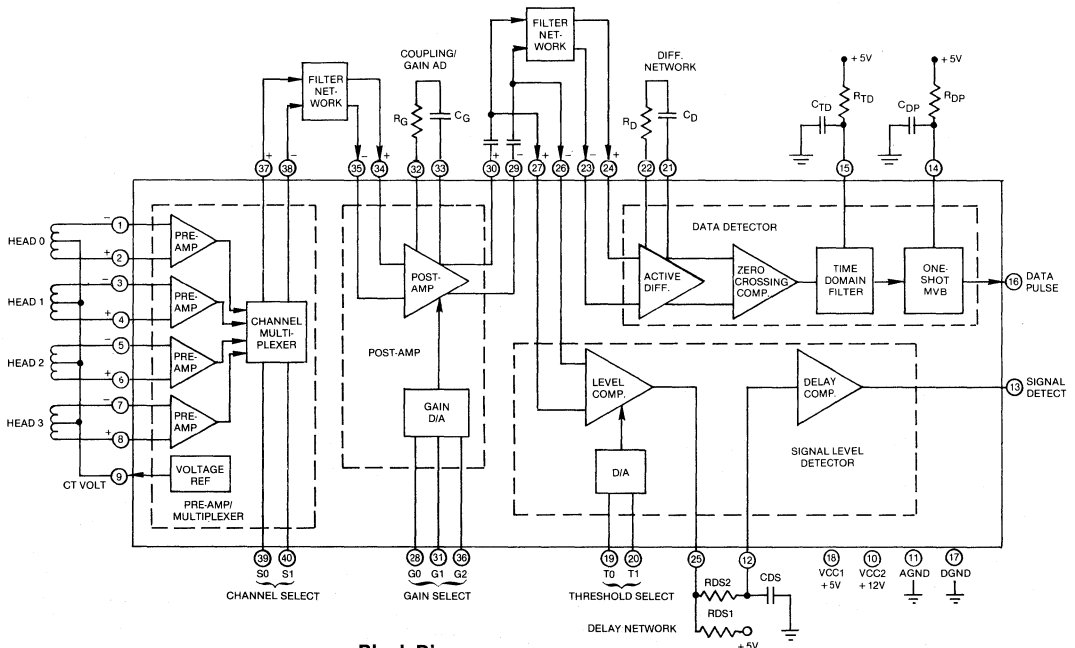 FILTER
NET-
WORK
COUPLING/
GAIN AD
DIFF.
NETWORK
+ 5V
+ 5V
FILTER
NET-
WORK
RG
CG
RD
CD
CTD
RTD
CDP
RDP
+
−
−
+
+
−
+
−
−
+
37
38
35
34
32
33
30
29
27
26
23
24
22
21
15
14
HEAD 0
− 1
+ 2
PRE-
AMP
HEAD 1
− 3
+ 4
PRE-
AMP
HEAD 2
− 5
+ 6
PRE-
AMP
HEAD 3
− 7
+ 8
PRE-
AMP
CT VOLT
9
VOLTAGE
REF
PRE-AMP/
MULTIPLEXER
CHANNEL
MULTI-
PLEXER
POST-
AMP
POST-AMP
GAIN
D/A
DATA DETECTOR
ACTIVE
DIFF.
ZERO
CROSSING
COMP.
TIME
DOMAIN
FILTER
ONE-
SHOT
MVB
16 DATA
PULSE
LEVEL
COMP.
D/A
DELAY
COMP.
13 SIGNAL
DETECT
SIGNAL LEVEL
DETECTOR
39 40
S0 S1
CHANNEL SELECT
28 31 36
G0 G1 G2
GAIN SELECT
19 20
T0 T1
THRESHOLD SELECT
25
12
18
VCC1
+ 5V
10
VCC2
+ 12V
11
AGND
17
DGND
RDS2
CDS
RDS1
DELAY NETWORK
+ 5V